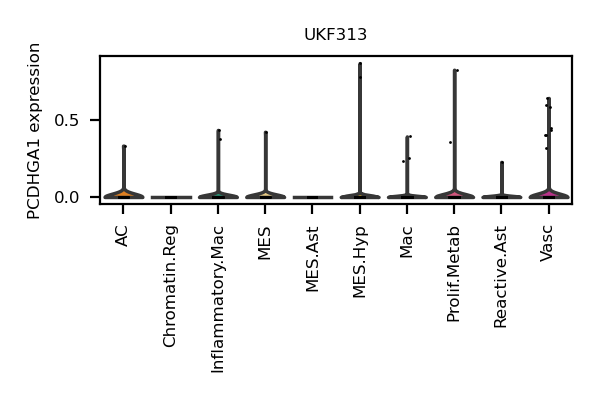 UKF313
PCDHGA1 expression
0.5
0.0
AC
Chromatin.Reg
Inflammatory.Mac
MES
MES.Ast
MES.Hyp
Mac
Prolif.Metab
Reactive.Ast
Vasc